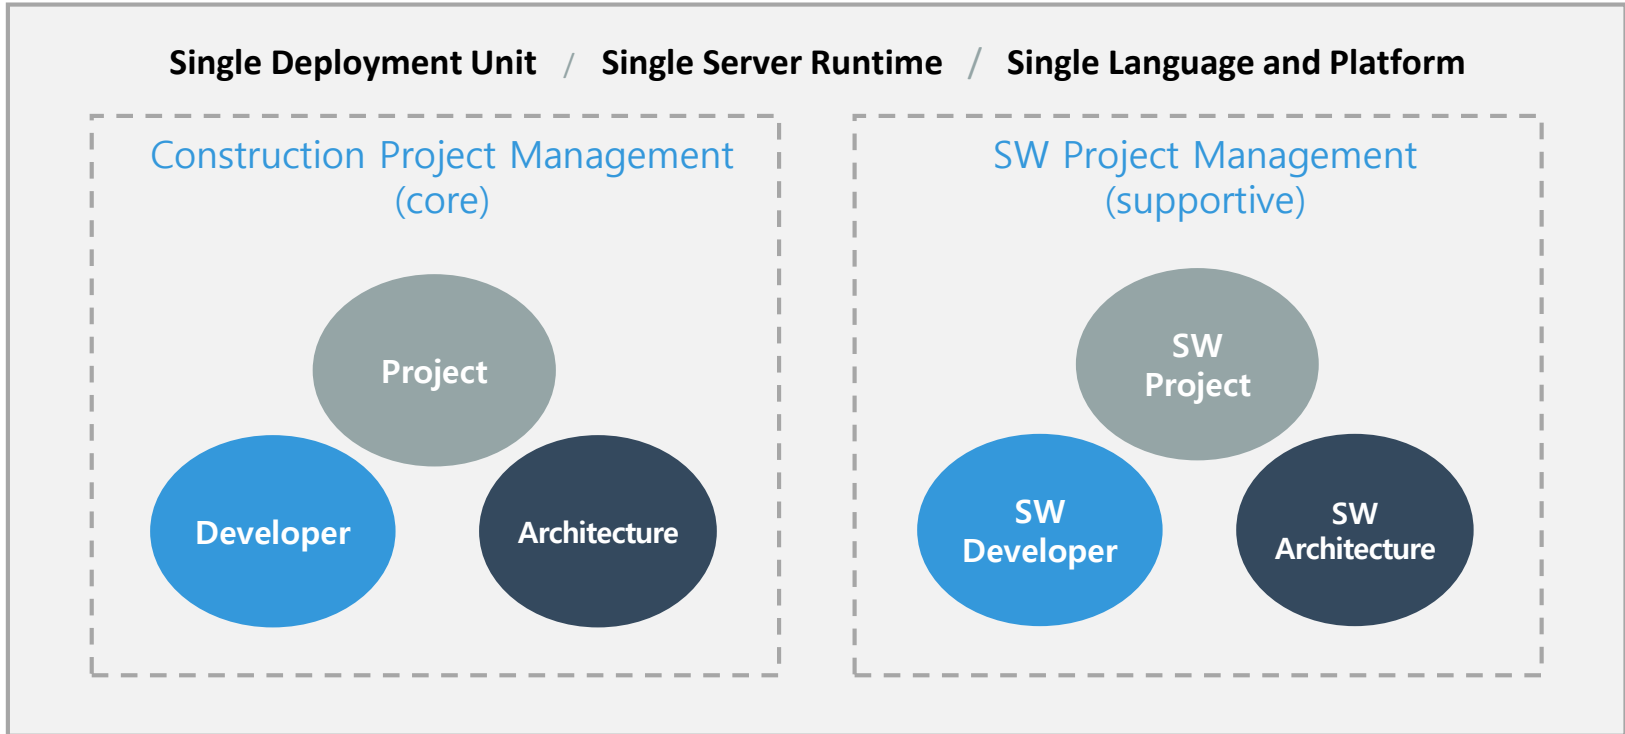 Single Deployment Unit / Single Server Runtime / Single Language and Platform
Construction Project Management
(core)
Project
Developer
Architecture
SW Project Management
(supportive)
SW
Project
SW
Developer
SW
Architecture